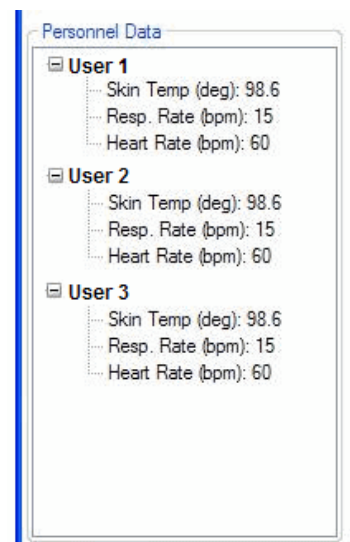 Personnel Data
User 1
Skin Temp (deg): 98.6
Resp. Rate (bpm): 15
Heart Rate (bpm): 60
User 2
Skin Temp (deg): 98.6
Resp. Rate (bpm): 15
Heart Rate (bpm): 60
User 3
Skin Temp (deg): 98.6
Resp. Rate (bpm): 15
Heart Rate (bpm): 60